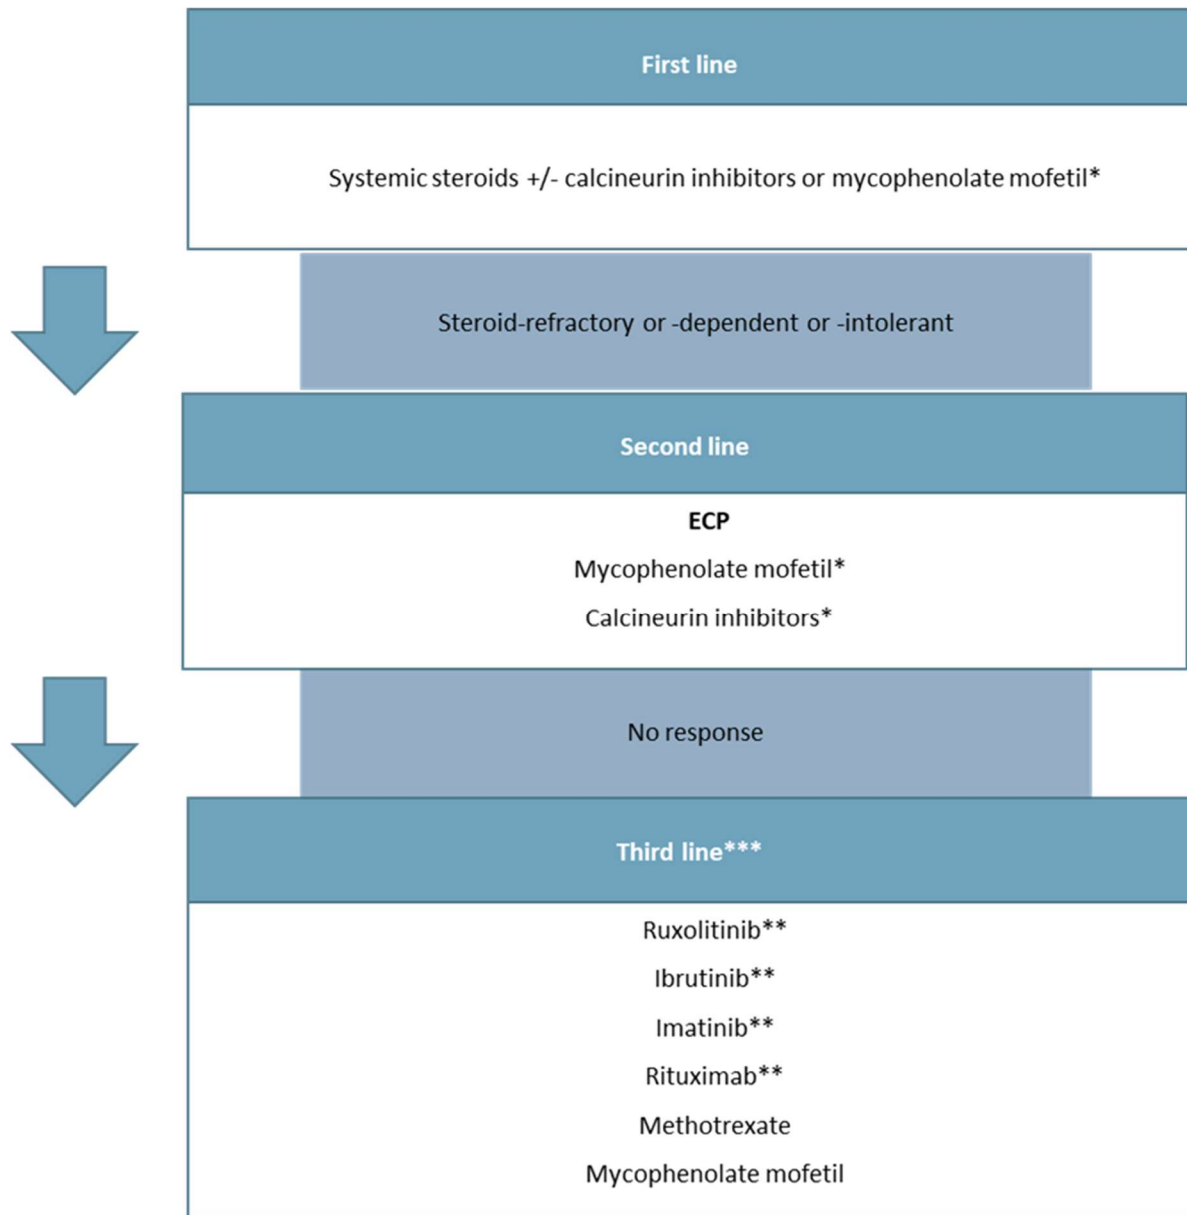 First line
Systemic steroids +/- calcineurin inhibitors or mycophenolate mofetil*
Steroid-refractory or -dependent or -intolerant
Second line
ECP
Mycophenolate mofetil*
Calcineurin inhibitors*
No response
Third line***
Ruxolitinib**
Ibrutinib**
Imatinib**
Rituximab**
Methotrexate
Mycophenolate mofetil